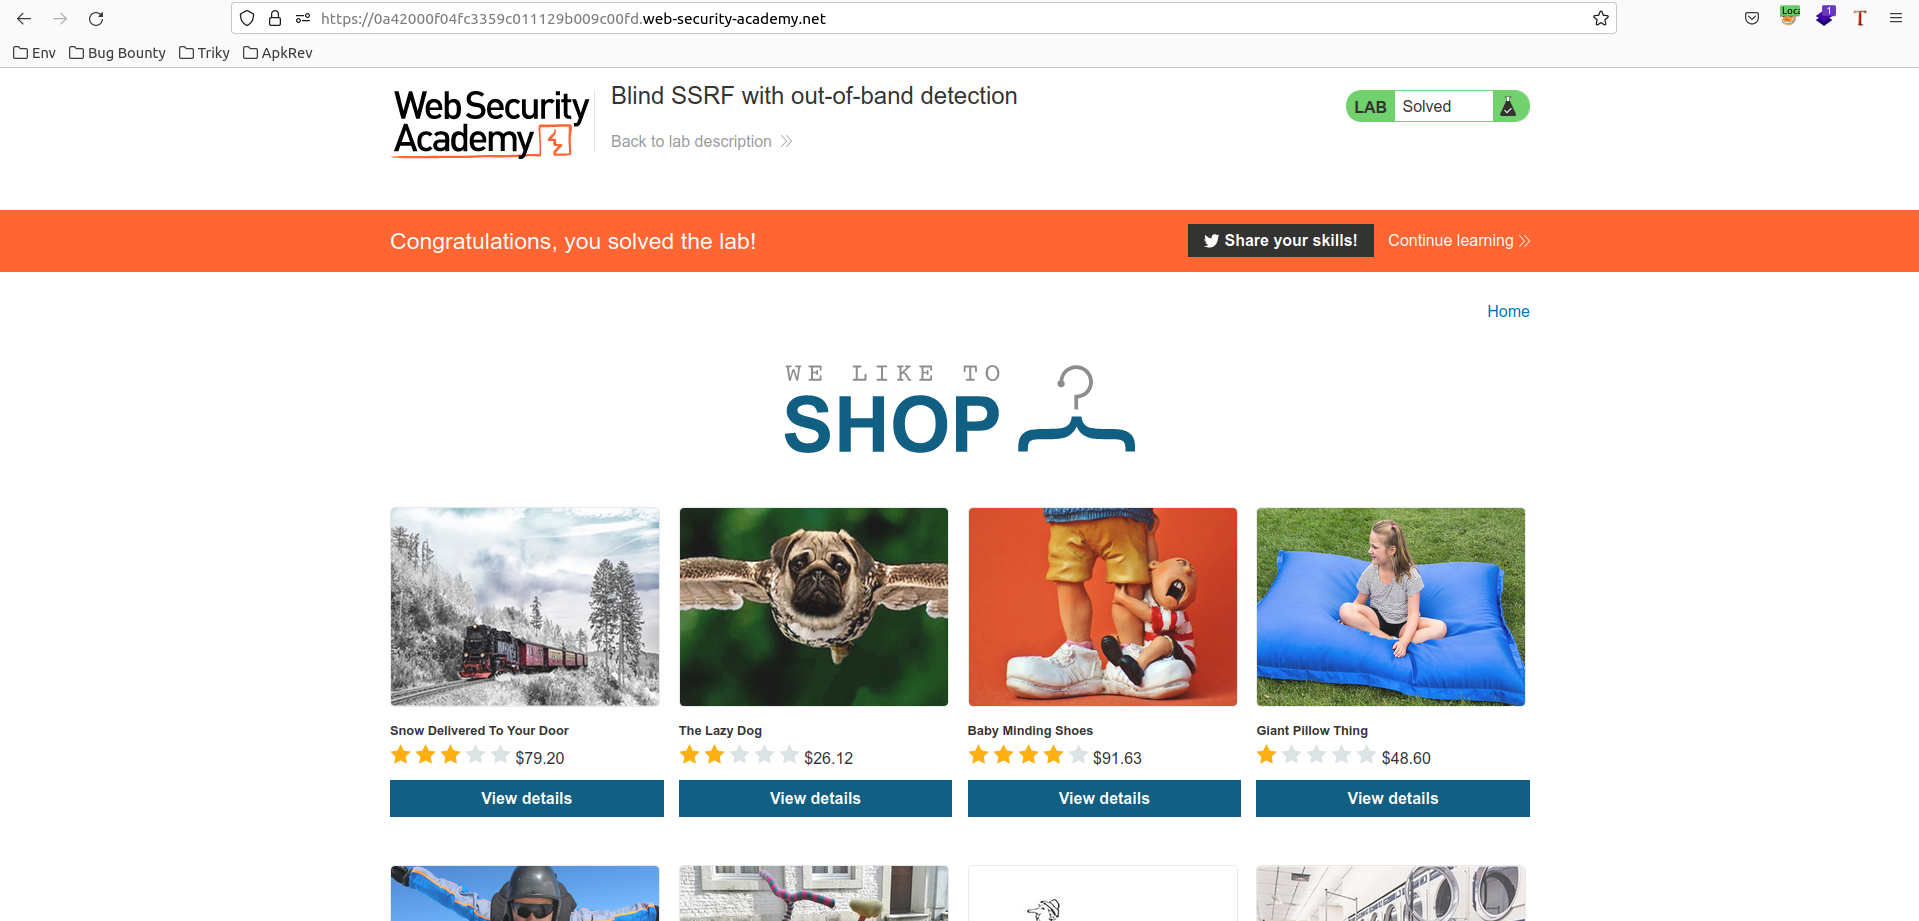 https://0a42000f04fc3359c011129b009c00fd.web-security-academy.net
1
T
Env Bug Bounty Triky ApkRev
Web Security
Academy
Blind SSRF with out-of-band detection
Back to lab description
LAB Solved
Congratulations, you solved the lab!
Share your skills!
Continue learning
Home
WE LIKE TO
SHOP
Snow Delivered To Your Door
$79.20
View details
The Lazy Dog
$26.12
View details
Baby Minding Shoes
$91.63
View details
Giant Pillow Thing
$48.60
View details